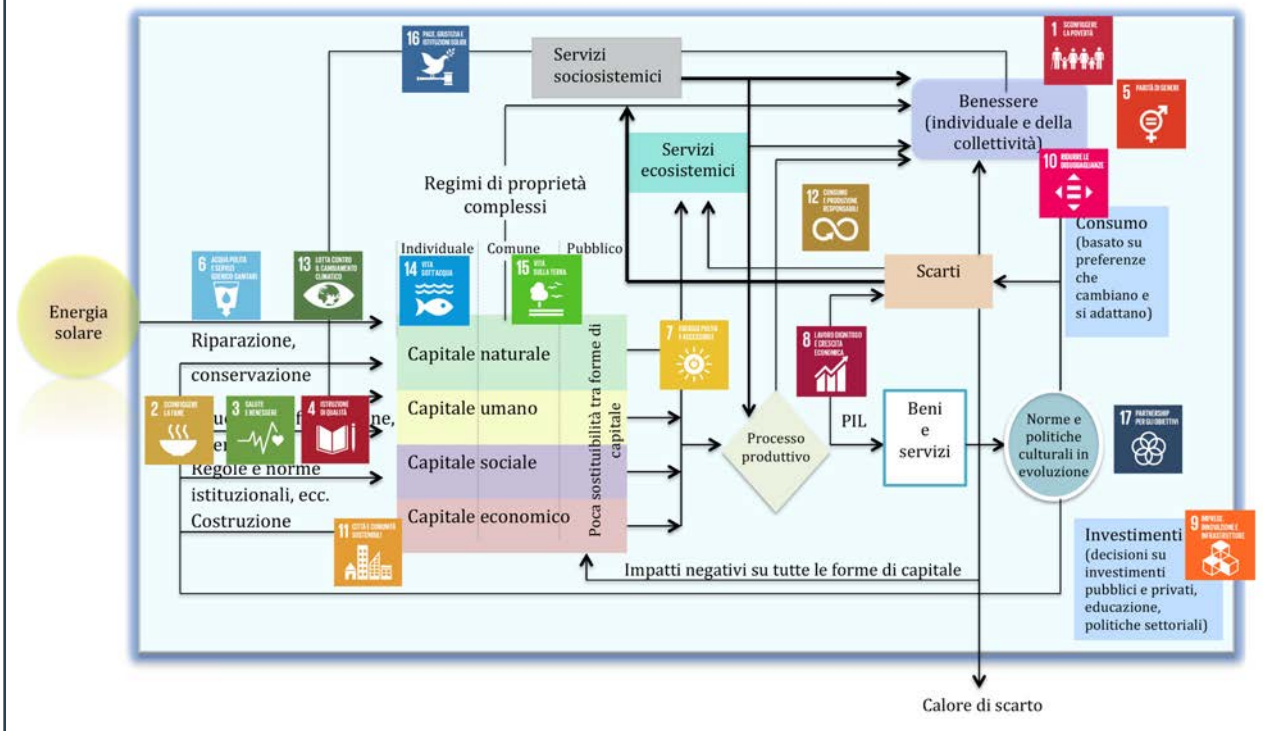 16 PACE, GIUSTIZIA E
ISTITUZIONI SOLIDE
Servizi
sociosistemici
1 SCONFIGGERE
LA POVERTÀ
Benessere
(individuale e della
collettività)
5 PARITÀ DI GENERE
Servizi
ecosistemici
10 RIDURRE LE
DISUGUAGLIANZE
Regimi di proprietà
complessi
12 CONSUMO
E PRODUZIONE
RESPONSABILI
Consumo
(basato su
preferenze
che
cambiano e
si adattano)
Individuale
Comune
Pubblico
6 ACQUA PULITA
E SERVIZI
IGIENICO-SANITARI
13 LOTTA CONTRO
IL CAMBIAMENTO
CLIMATICO
14 VITA
SOTT'ACQUA
15 VITA
SULLA TERRA
Scarti
Energia
solare
Riparazione,
conservazione
Capitale naturale
7 ENERGIA PULITA
E ACCESSIBILE
8 LAVORO DIGNITOSO
E CRESCITA
ECONOMICA
2 SCONFIGGERE
LA FAME
3 SALUTE
E BENESSERE
4 ISTRUZIONE
DI QUALITÀ
ne,
Capitale umano
Poca sostituibilità tra forme di
capitale
Processo
produttivo
PIL
Beni
e
servizi
Norme e
politiche
culturali in
evoluzione
17 PARTNERSHIP
PER GLI OBIETTIVI
Regole e norme
istituzionali, ecc.
Costruzione
Capitale sociale
Capitale economico
11 CITTÀ E COMUNITÀ
SOSTENIBILI
Impatti negativi su tutte le forme di capitale
Investimenti
(decisioni su
investimenti
pubblici e privati,
educazione,
politiche settoriali)
9 IMPRESE,
INNOVAZIONE E
INFRASTRUTTURE
Calore di scarto